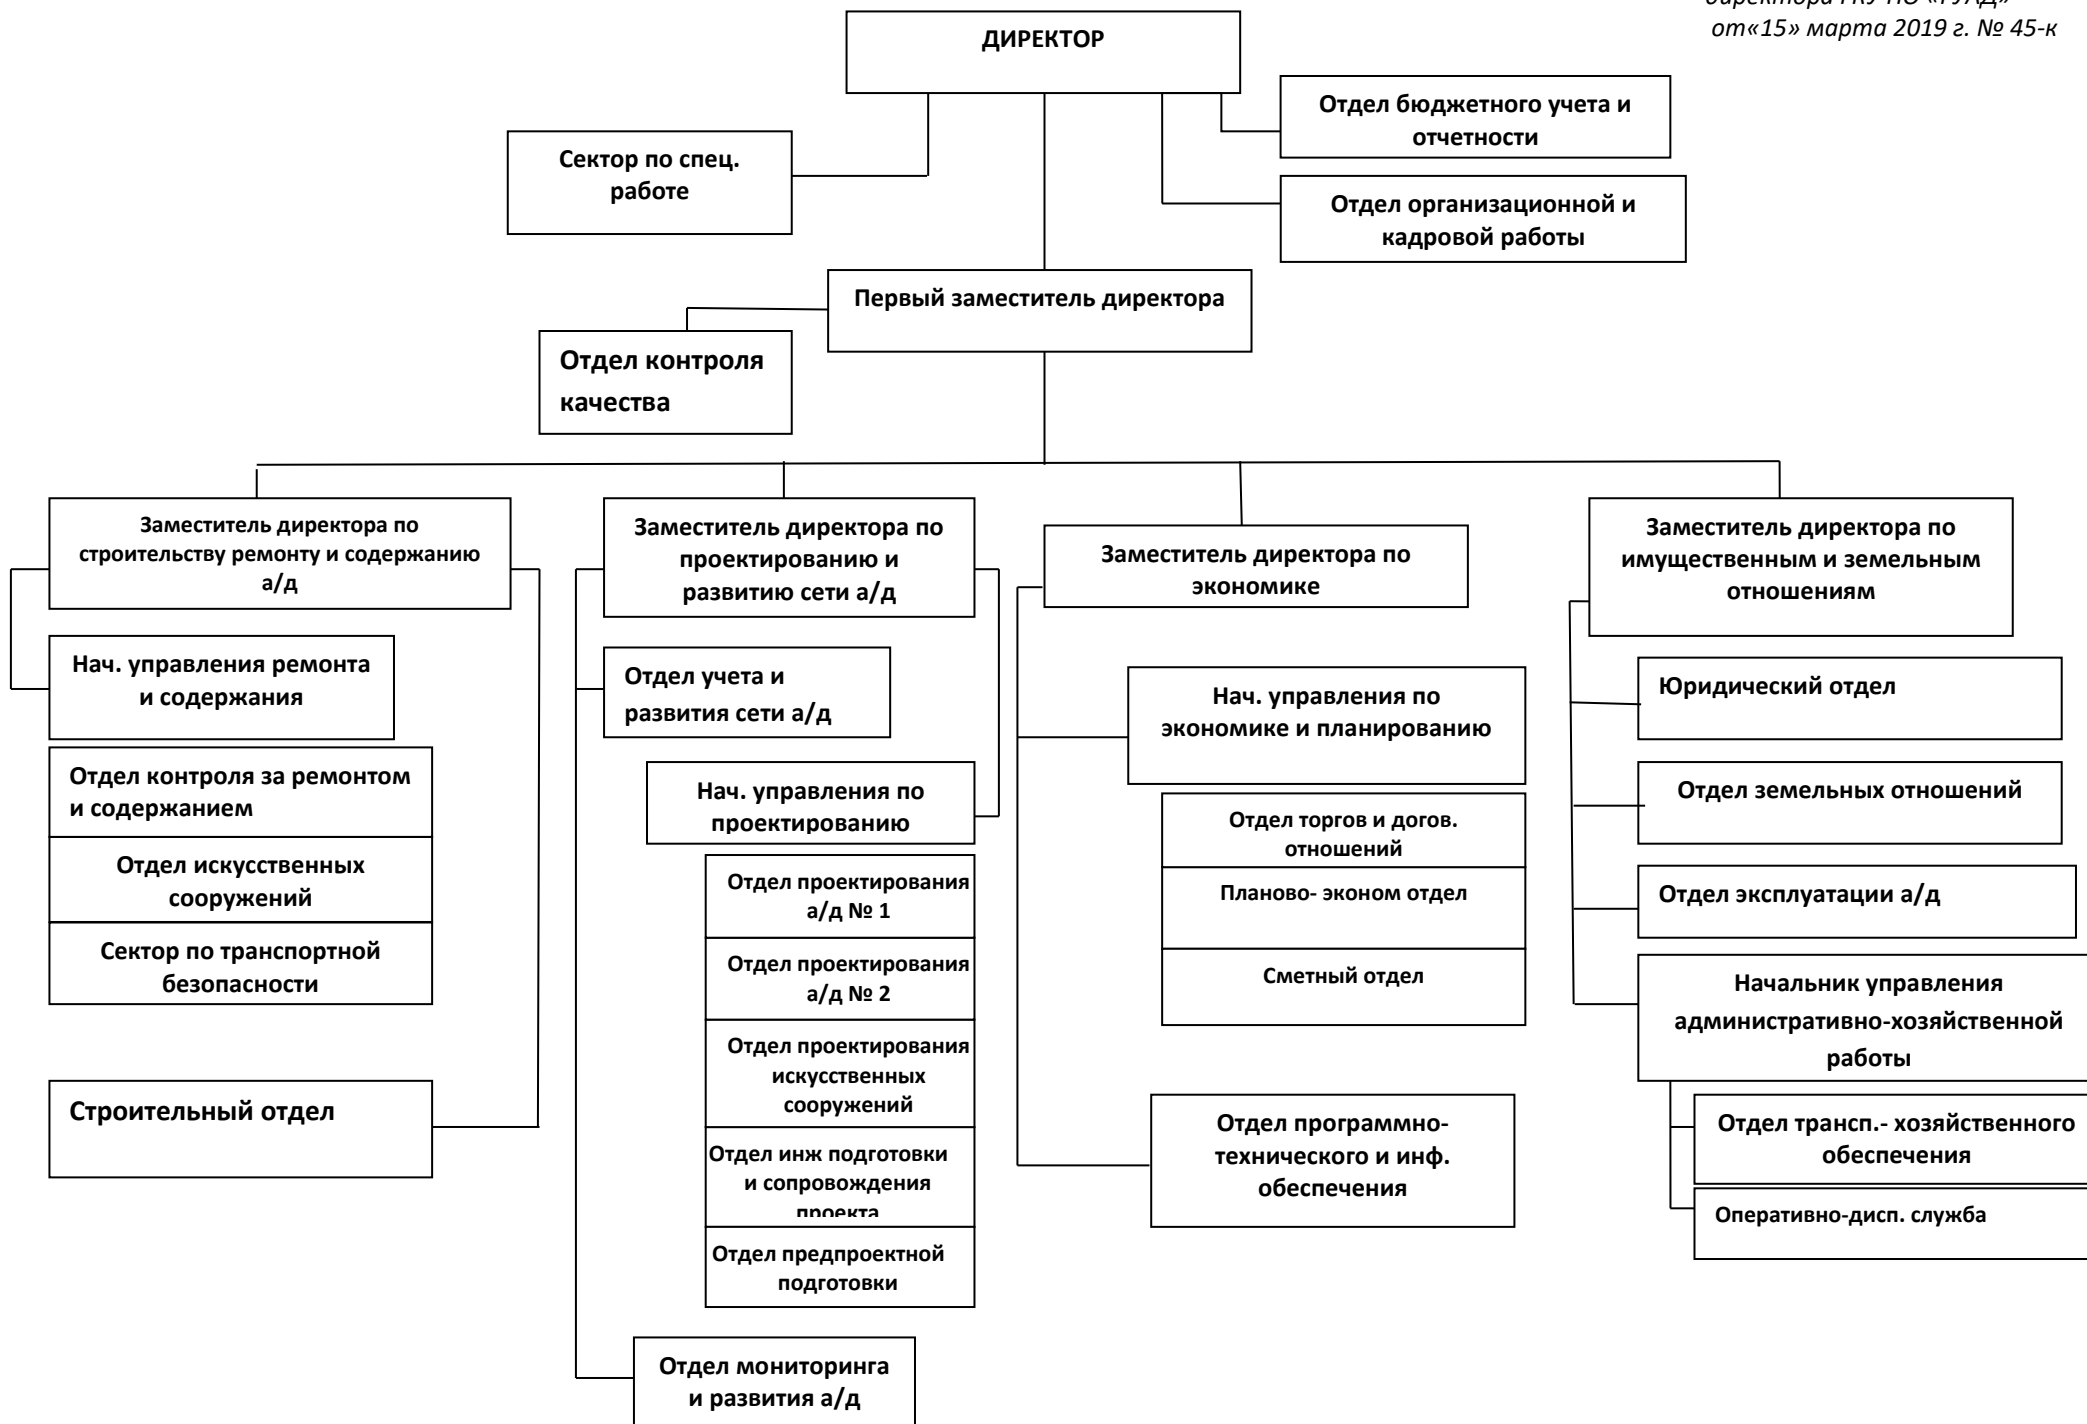 директора ГКУ НО «ГУАД»
от«15» марта 2019 г. № 45-к
ДИРЕКТОР
Отдел бюджетного учета и
отчетности
Сектор по спец.
работе
Отдел организационной и
кадровой работы
Первый заместитель директора
Отдел контроля
качества
Заместитель директора по
строительству ремонту и содержанию
а/д
Нач. управления ремонта
и содержания
Отдел контроля за ремонтом
и содержанием
Отдел искусственных
сооружений
Сектор по транспортной
безопасности
Строительный отдел
Заместитель директора по
проектированию и
развитию сети а/д
Отдел учета и
развития сети а/д
Нач. управления по
проектированию
Отдел проектирования
а/д № 1
Отдел проектирования
а/д № 2
Отдел проектирования
искусственных
сооружений
Отдел инж подготовки
и сопровождения
проекта
Отдел предпроектной
подготовки
Отдел мониторинга
и развития а/д
Заместитель директора по
экономике
Нач. управления по
экономике и планированию
Отдел торгов и догов.
отношений
Планово- эконом отдел
Сметный отдел
Отдел программно-
технического и инф.
обеспечения
Заместитель директора по
имущественным и земельным
отношениям
Юридический отдел
Отдел земельных отношений
Отдел эксплуатации а/д
Начальник управления
административно-хозяйственной
работы
Отдел трансп.- хозяйственного
обеспечения
Оперативно-дисп. служба